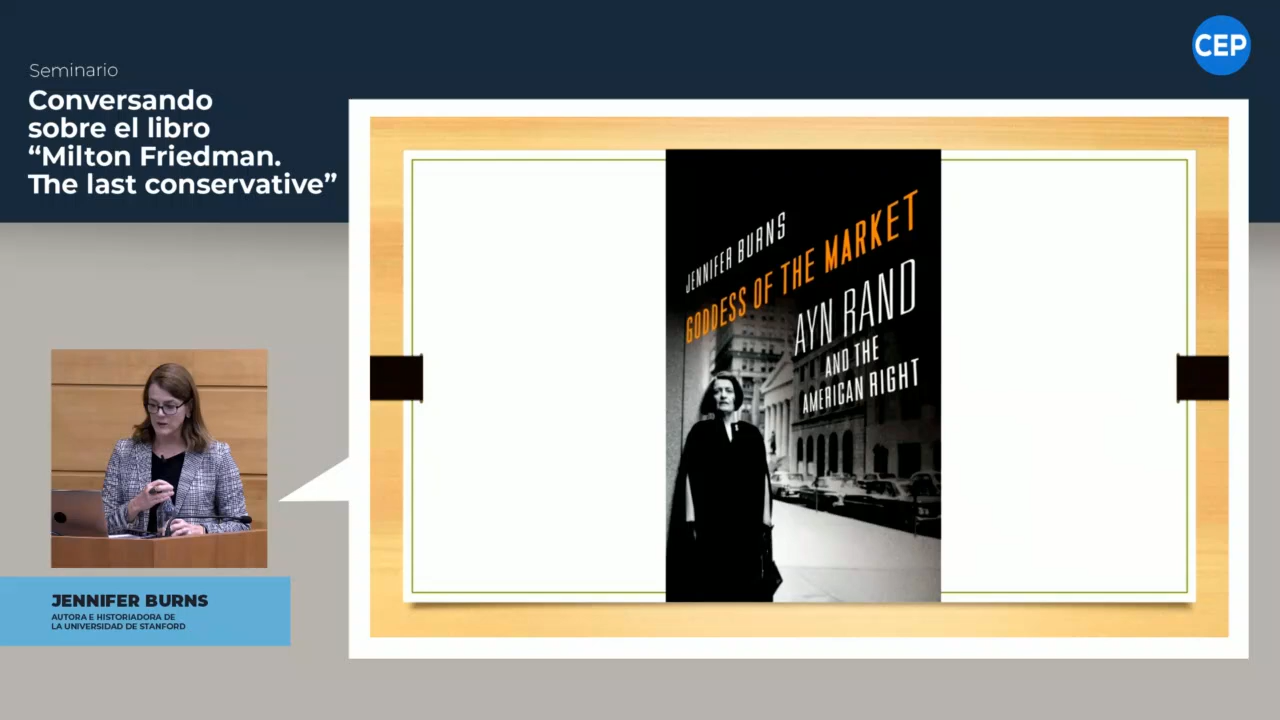 CEP
Seminario
Conversando
sobre el libro
“Milton Friedman.
The last conservative”
JENNIFER BURNS
GODDESS OF THE MARKET
AYN RAND
AND THE
AMERICAN RIGHT
JENNIFER BURNS
AUTORA E HISTORIADORA DE
LA UNIVERSIDAD DE STANFORD